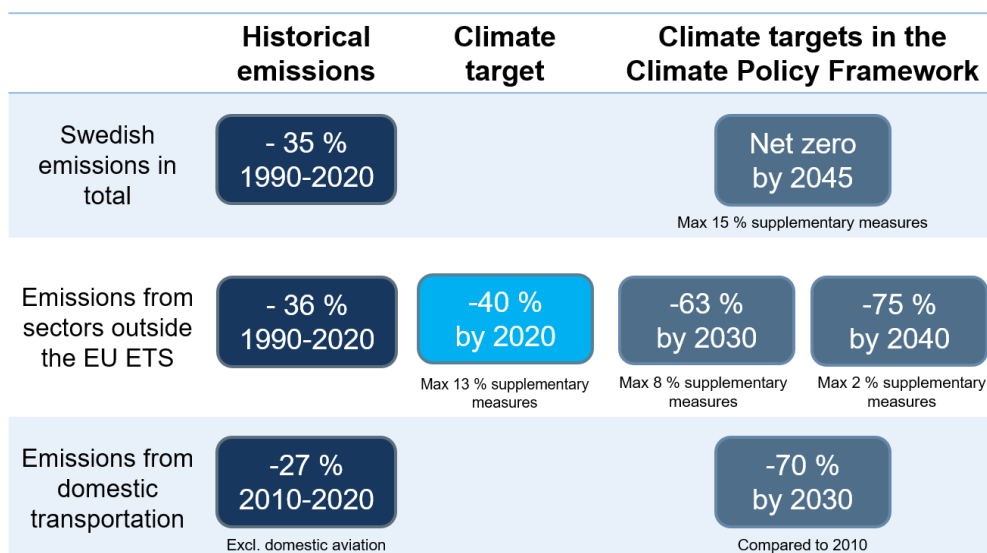 Historical
emissions
Climate
target
Climate targets in the
Climate Policy Framework
Swedish
emissions in
total
- 35 %
1990-2020
Net zero
by 2045
Max 15 % supplementary measures
Emissions from
sectors outside
the EU ETS
- 36 %
1990-2020
-40 %
by 2020
Max 13 % supplementary
measures
-63 %
by 2030
Max 8 % supplementary
measures
-75 %
by 2040
Max 2 % supplementary
measures
Emissions from
domestic
transportation
-27 %
2010-2020
Excl. domestic aviation
-70 %
by 2030
Compared to 2010